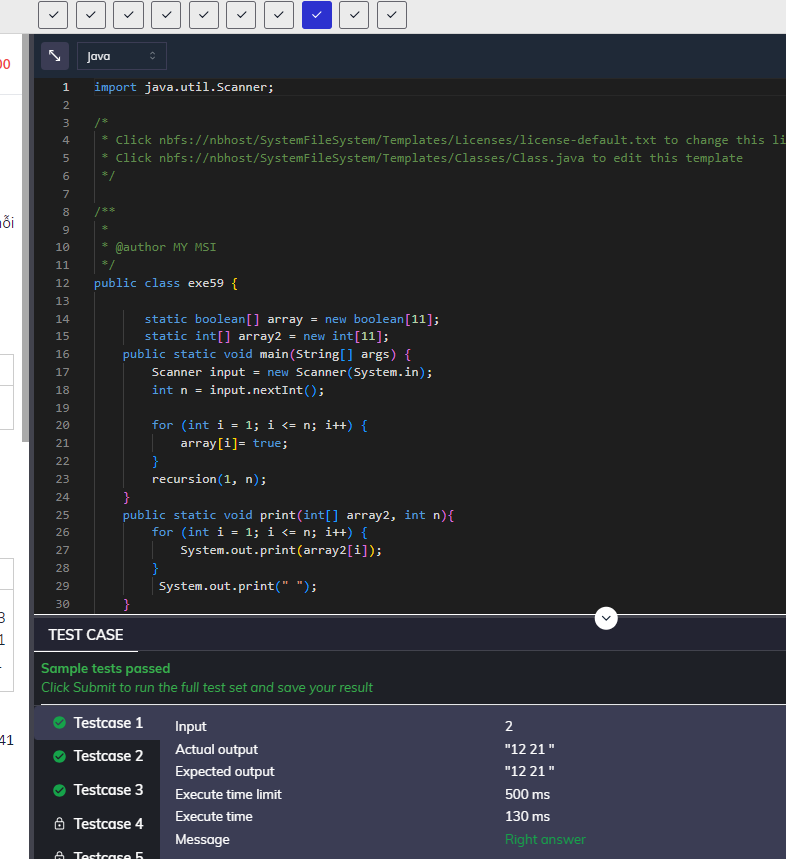 00
Java
1 import java.util.Scanner;
2
3 /*
4 * Click nbfs://nbhost/SystemFileSystem/Templates/Licenses/license-default.txt to change this li
5 * Click nbfs://nbhost/SystemFileSystem/Templates/Classes/Class.java to edit this template
6 */
7
8 /**
9 *
10 * @author MY MSI
11 */
12 public class exe59 {
13
14 static boolean[] array = new boolean[11];
15 static int[] array2 = new int[11];
16 public static void main(String[] args) {
17 Scanner input = new Scanner(System.in);
18 int n = input.nextInt();
19
20 for (int i = 1; i <= n; i++) {
21 array[i]= true;
22 }
23 recursion(1, n);
24 }
25 public static void print(int[] array2, int n){
26 for (int i = 1; i <= n; i++) {
27 System.out.print(array2[i]);
28 }
29 System.out.print(" ");
30 }
3
1
41
TEST CASE
Sample tests passed
Click Submit to run the full test set and save your result
Testcase 1
Testcase 2
Testcase 3
Testcase 4
Testcase 5
Input 2
Actual output "12 21 "
Expected output "12 21 "
Execute time limit 500 ms
Execute time 130 ms
Message Right answer